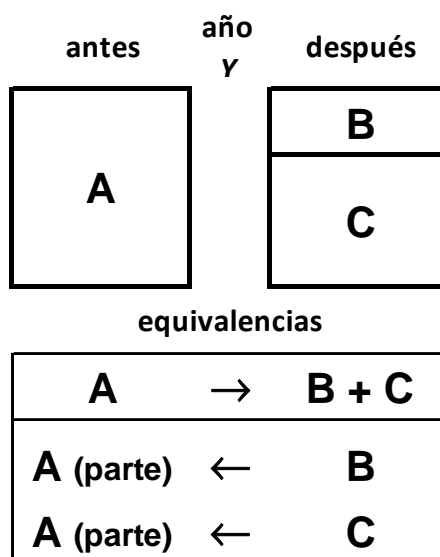 antes año Y después
A B
C
equivalencias
A → B + C
A (parte) ← B
A (parte) ← C